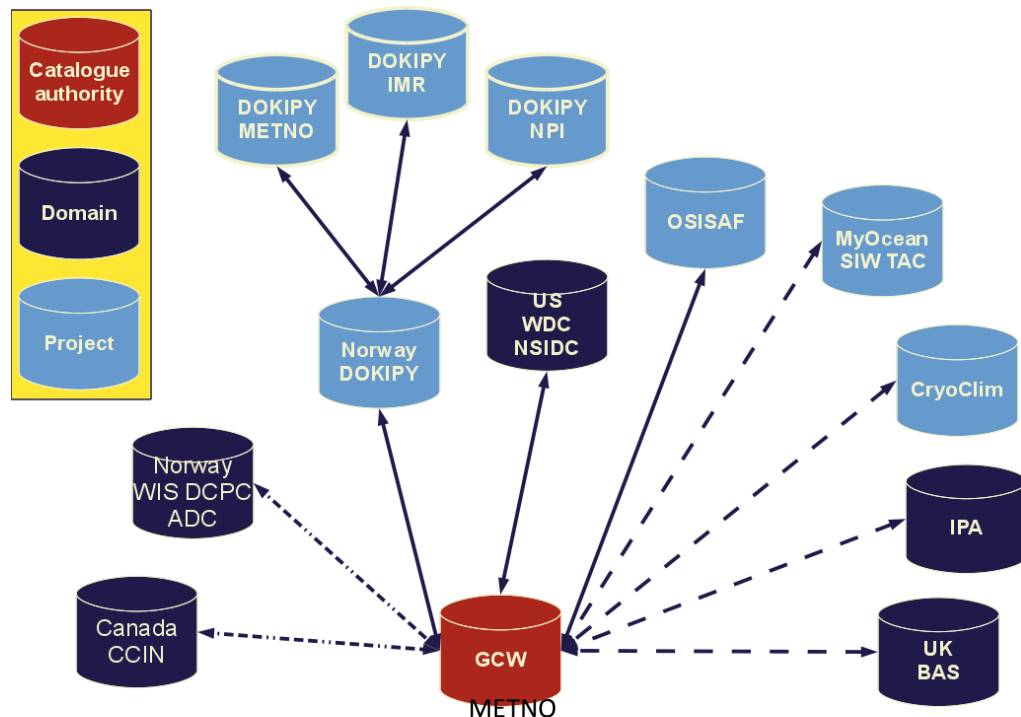 Catalogue
authority
Domain
Project
DOKIPY
METNO
DOKIPY
IMR
DOKIPY
NPI
OSISAF
MyOcean
SIW TAC
US
WDC
NSIDC
Norway
DOKIPY
CryoClim
Norway
WIS DCPC
ADC
IPA
Canada
CCIN
GCW
METNO
UK
BAS